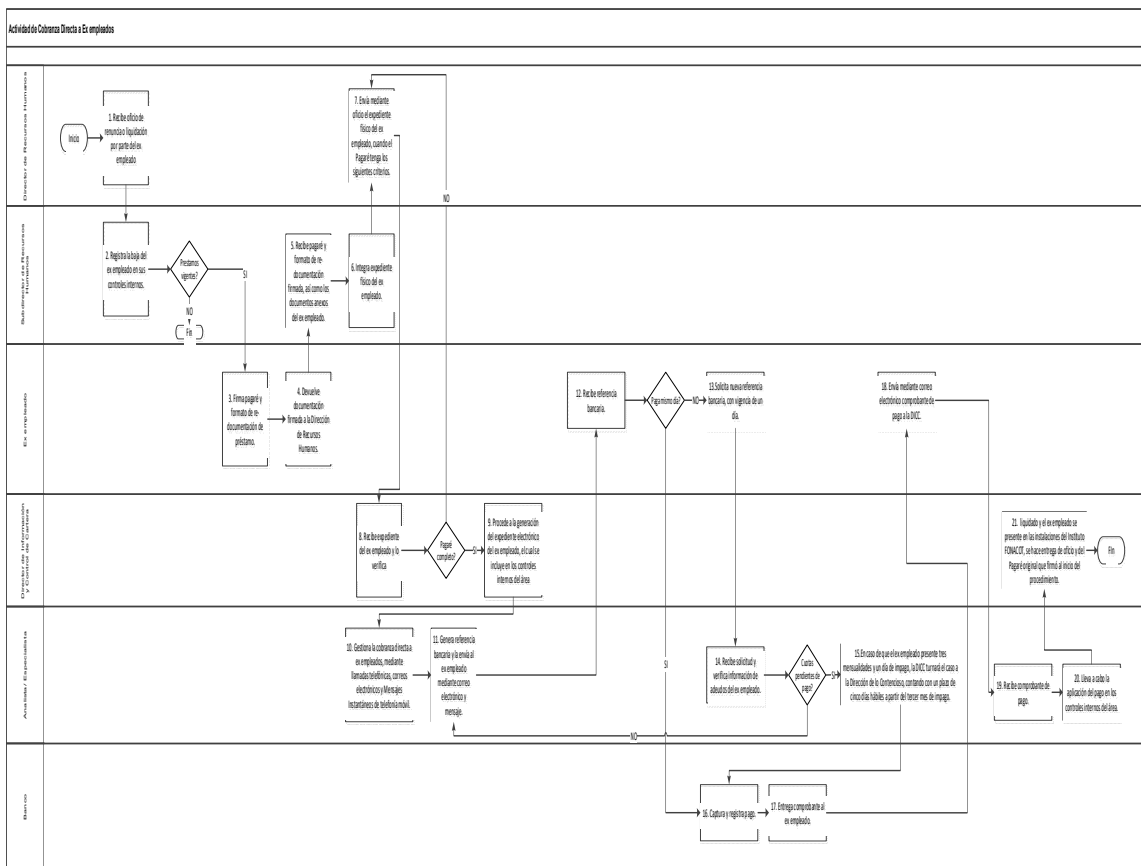 Actividad de Cobranza Directa a Ex empleados
Director de Recursos Humanos
Inicio
1. Recibe oficio de
renuncia o liquidación
por parte del ex
empleado
7. Envía mediante
oficio el expediente
físico del ex
empleado, cuando el
Pagaré tenga los
siguientes criterios.
NO
Subdirector de Recursos
Humanos
2. Registra la baja del
ex empleado en sus
controles internos.
Prestamos
vigentes?
SI
NO
Fin
5. Recibe pagaré y
formato de re-
documentación
firmada, así como los
documentos anexos
del ex empleado.
6. Integra expediente
físico del ex
empleado.
Ex empleado
3. Firma pagaré y
formato de re-
documentación de
préstamo.
4. Devuelve
documentación
firmada a la Dirección
de Recursos
Humanos.
12. Recibe referencia
bancaria.
Paga mismo día?
NO
13.Solicita nueva referencia
bancaria, con vigencia de un
día.
18. Envía mediante correo
electrónico comprobante de
pago a la DICC.
Director de Información
y Control de Cartera
8. Recibe expediente
del ex empleado y lo
verifica
Pagaré
completo?
SI
9. Procede a la generación
del expediente electrónico
del ex empleado, el cual se
incluye en los controles
internos del área
21. liquidado y el ex empleado se
presente en las instalaciones del Instituto
FONACOT, se hace entrega de oficio y del
Pagaré original que firmó al inicio del
procedimiento.
Fin
Analista / Especialista
10. Gestiona la cobranza directa a
ex empleados, mediante
llamadas telefónicas, correos
electrónicos y Mensajes
Instantáneos de telefonía móvil.
11. Genera referencia
bancaria y la envía al
ex empleado
mediante correo
electrónico y
mensaje.
SI
14. Recibe solicitud y
verifica información de
adeudos del ex empleado.
Cuotas
pendientes de
pago?
SI
NO
15.En caso de que el ex empleado presente tres
mensualidades y un día de impago, la DICC turnará el caso a
la Dirección de lo Contencioso, contando con un plazo de
cinco días hábiles a partir del tercer mes de impago.
19. Recibe comprobante de
pago.
20. Lleva a cabo la
aplicación del pago en los
controles internos del área.
Banco
16. Captura y registra pago.
17. Entrega comprobante al
ex empleado.